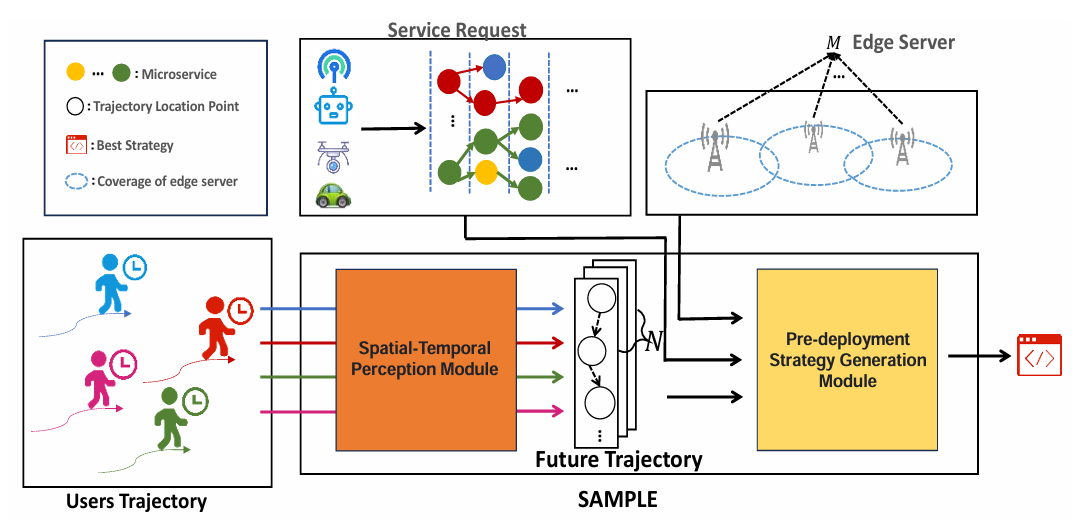 Service Request
M Edge Server
...
... : Microservice
: Trajectory Location Point
: Best Strategy
: Coverage of edge server
...
...
...
Spatial-Temporal
Perception Module
N
...
Pre-deployment
Strategy Generation
Module
</>
Future Trajectory
Users Trajectory
SAMPLE